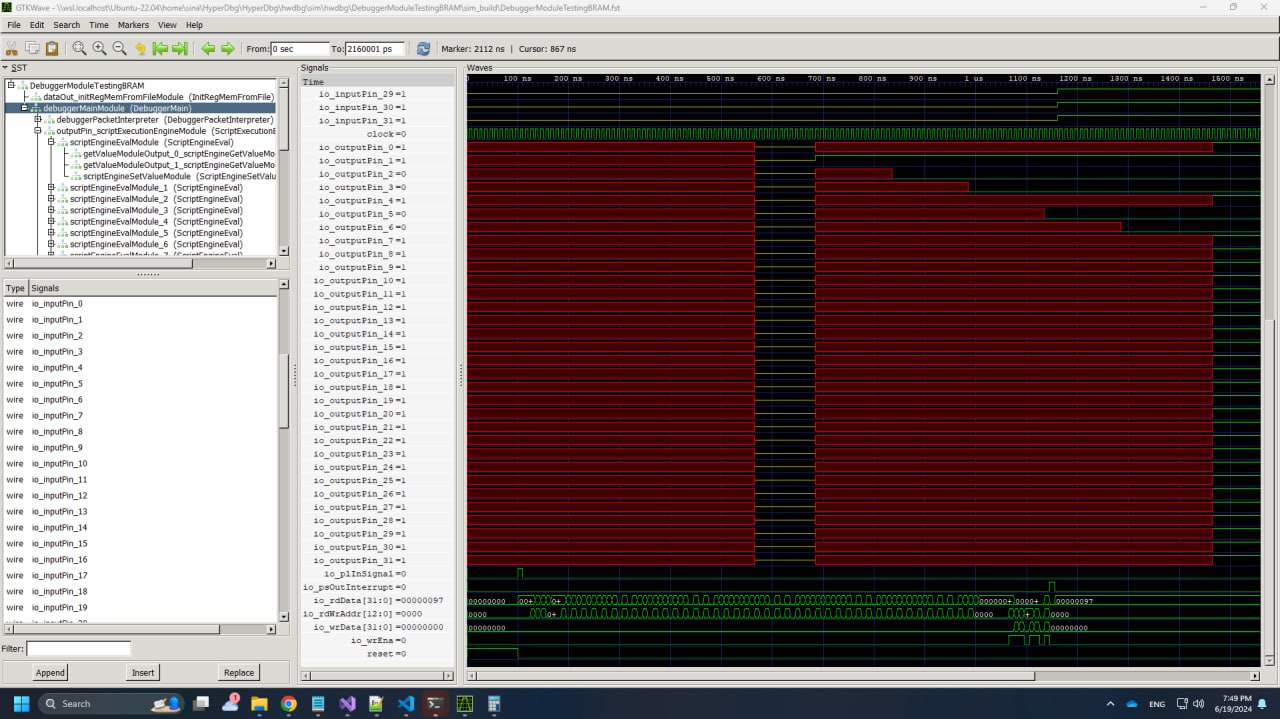 GTKWave - \\wsl.localhost\Ubuntu-22.04\home\sina\HyperDbg\HyperDbg\hwdbg\sim\hwdbg\DebuggerModuleTestingBRAM\sim_build\DebuggerModuleTestingBRAM.fst
File Edit Search Time Markers View Help
From: 0 sec To: 2160001 ps Marker: 2112 ns | Cursor: 867 ns
SST
DebuggerModuleTestingBRAM
dataOut_initRegMemFromFileModule (InitRegMemFromFile)
debuggerMainModule (DebuggerMain)
debuggerPacketInterpreter (DebuggerPacketInterpreter)
outputPin_scriptExecutionEngineModule (ScriptExecutionE
scriptEngineEvalModule (ScriptEngineEval)
getValueModuleOutput_0_scriptEngineGetValueMo
getValueModuleOutput_1_scriptEngineGetValueMo
scriptEngineSetValueModule (ScriptEngineSetValu
scriptEngineEvalModule_1 (ScriptEngineEval)
scriptEngineEvalModule_2 (ScriptEngineEval)
scriptEngineEvalModule_3 (ScriptEngineEval)
scriptEngineEvalModule_4 (ScriptEngineEval)
scriptEngineEvalModule_5 (ScriptEngineEval)
scriptEngineEvalModule_6 (ScriptEngineEval)
Type Signals
wire io_inputPin_0
wire io_inputPin_1
wire io_inputPin_2
wire io_inputPin_3
wire io_inputPin_4
wire io_inputPin_5
wire io_inputPin_6
wire io_inputPin_7
wire io_inputPin_8
wire io_inputPin_9
wire io_inputPin_10
wire io_inputPin_11
wire io_inputPin_12
wire io_inputPin_13
wire io_inputPin_14
wire io_inputPin_15
wire io_inputPin_16
wire io_inputPin_17
wire io_inputPin_18
wire io_inputPin_19
Filter:
Append Insert Replace
Signals
Time
io_inputPin_29=1
io_inputPin_30=1
io_inputPin_31=1
clock=0
io_outputPin_0=1
io_outputPin_1=1
io_outputPin_2=0
io_outputPin_3=0
io_outputPin_4=1
io_outputPin_5=0
io_outputPin_6=0
io_outputPin_7=1
io_outputPin_8=1
io_outputPin_9=1
io_outputPin_10=1
io_outputPin_11=1
io_outputPin_12=1
io_outputPin_13=1
io_outputPin_14=1
io_outputPin_15=1
io_outputPin_16=1
io_outputPin_17=1
io_outputPin_18=1
io_outputPin_19=1
io_outputPin_20=1
io_outputPin_21=1
io_outputPin_22=1
io_outputPin_23=1
io_outputPin_24=1
io_outputPin_25=1
io_outputPin_26=1
io_outputPin_27=1
io_outputPin_28=1
io_outputPin_29=1
io_outputPin_30=1
io_outputPin_31=1
io_plInSignal=0
io_psOutInterrupt=0
io_rdData[31:0]=00000097
io_rdWrAddr[12:0]=0000
io_wrData[31:0]=00000000
io_wrEna=0
reset=0
Waves
100 ns 200 ns 300 ns 400 ns 500 ns 600 ns 700 ns 800 ns 900 ns 1 us 1100 ns 1200 ns 1300 ns 1400 ns 1500 ns
00000000 00+ 0+ 000000+ 0000+ 00000097
0000 0+ 0000 + 0000
00000000 00000000
Search
1
ENG
7:49 PM
6/19/2024